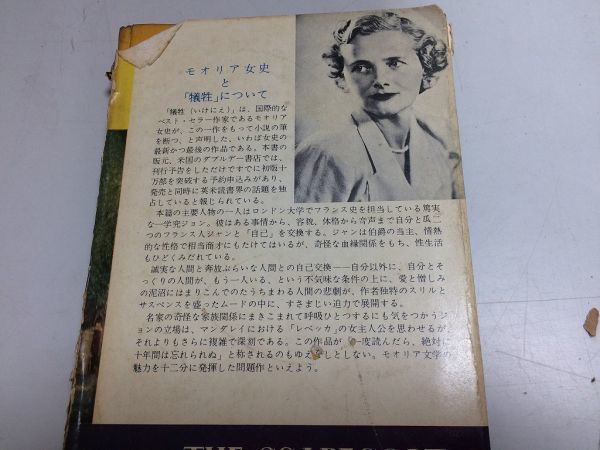 モオリア女史
と
「犠牲」について
「犠牲(いけにえ)」は、国際的な
ベスト・セラー作家であるモオリア
女史が、この一作をもって小説の筆
を断つ、と声明した、いわば女史の
最新かつ最後の作品である。本書の
版元、米国のダブルデー書店では、
刊行予告をしただけですでに初版十
万部を突破する予約申込みがあり、
発売と同時に英米読書界の話題を独
占していると報じられている。
本篇の主要人物の一人はロンドン大学でフランス史を担当している篤実
な一学究ジョン。彼はある事情から、容貌、体格から音声まで自分と瓜二
つのフランス人ジャンと「自己」を交換する。ジャンは伯爵の当主、情熱
的な性格で相当商才にもたけてはいるが、奇怪な血縁関係をもち、性生活
もひどくみだれている。
誠実な人間と奔放ぶらいな人間との自己交換——自分以外に、自分とそ
っくりの人間が、もう一人いる、という不気味な条件の上に、愛と憎しみ
の泥沼にはまりこんでのたうちまわる人間の悲劇が、作者独特のスリルと
サスペンスを盛ったムードの中に、すさまじい迫力で展開する。
名家の奇怪な家族関係にまきこまれて呼吸ひとつするにも気をつかうジ
ョンの立場は、マンダレイにおける「レベッカ」の女主人公を思わせるが
それよりもさらに複雑で深刻である。この作品が「一度読んだら、絶対に
十年間は忘れられぬ」と称されるのもゆえなしとしない。モオリア文学の
魅力を十二分に発揮した問題作といえよう。
THE SCAPEGOAT